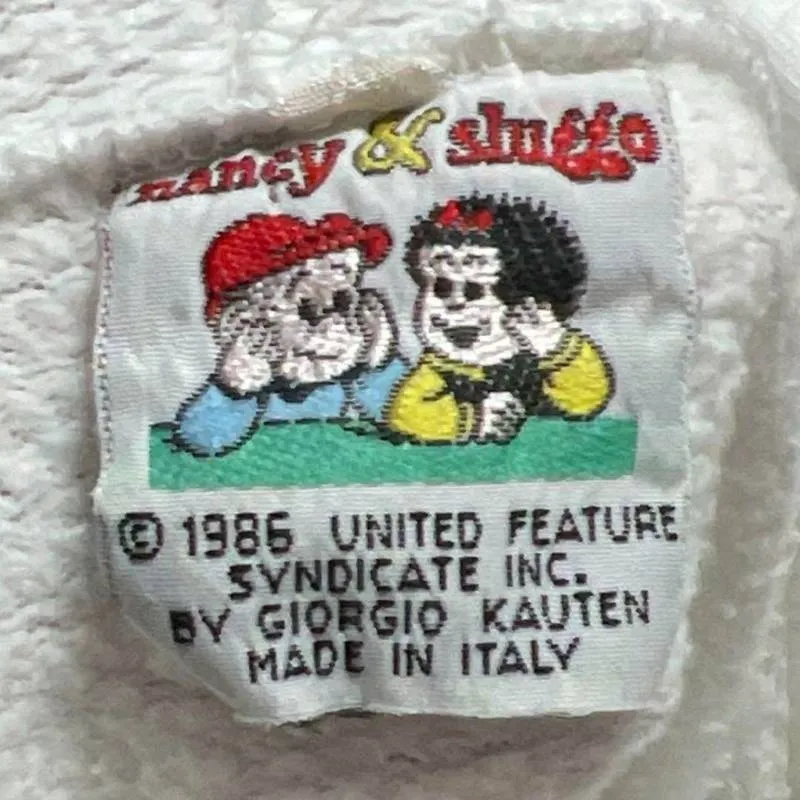 nancy & sluggo
© 1986 UNITED FEATURE
SYNDICATE INC.
BY GIORGIO KAUTEN
MADE IN ITALY